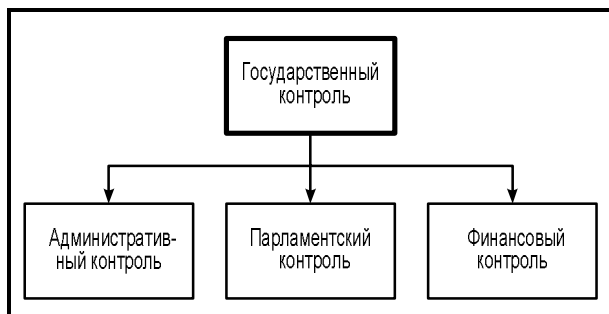 Государственный
контроль
Административ-
ный контроль
Парламентский
контроль
Финансовый
контроль